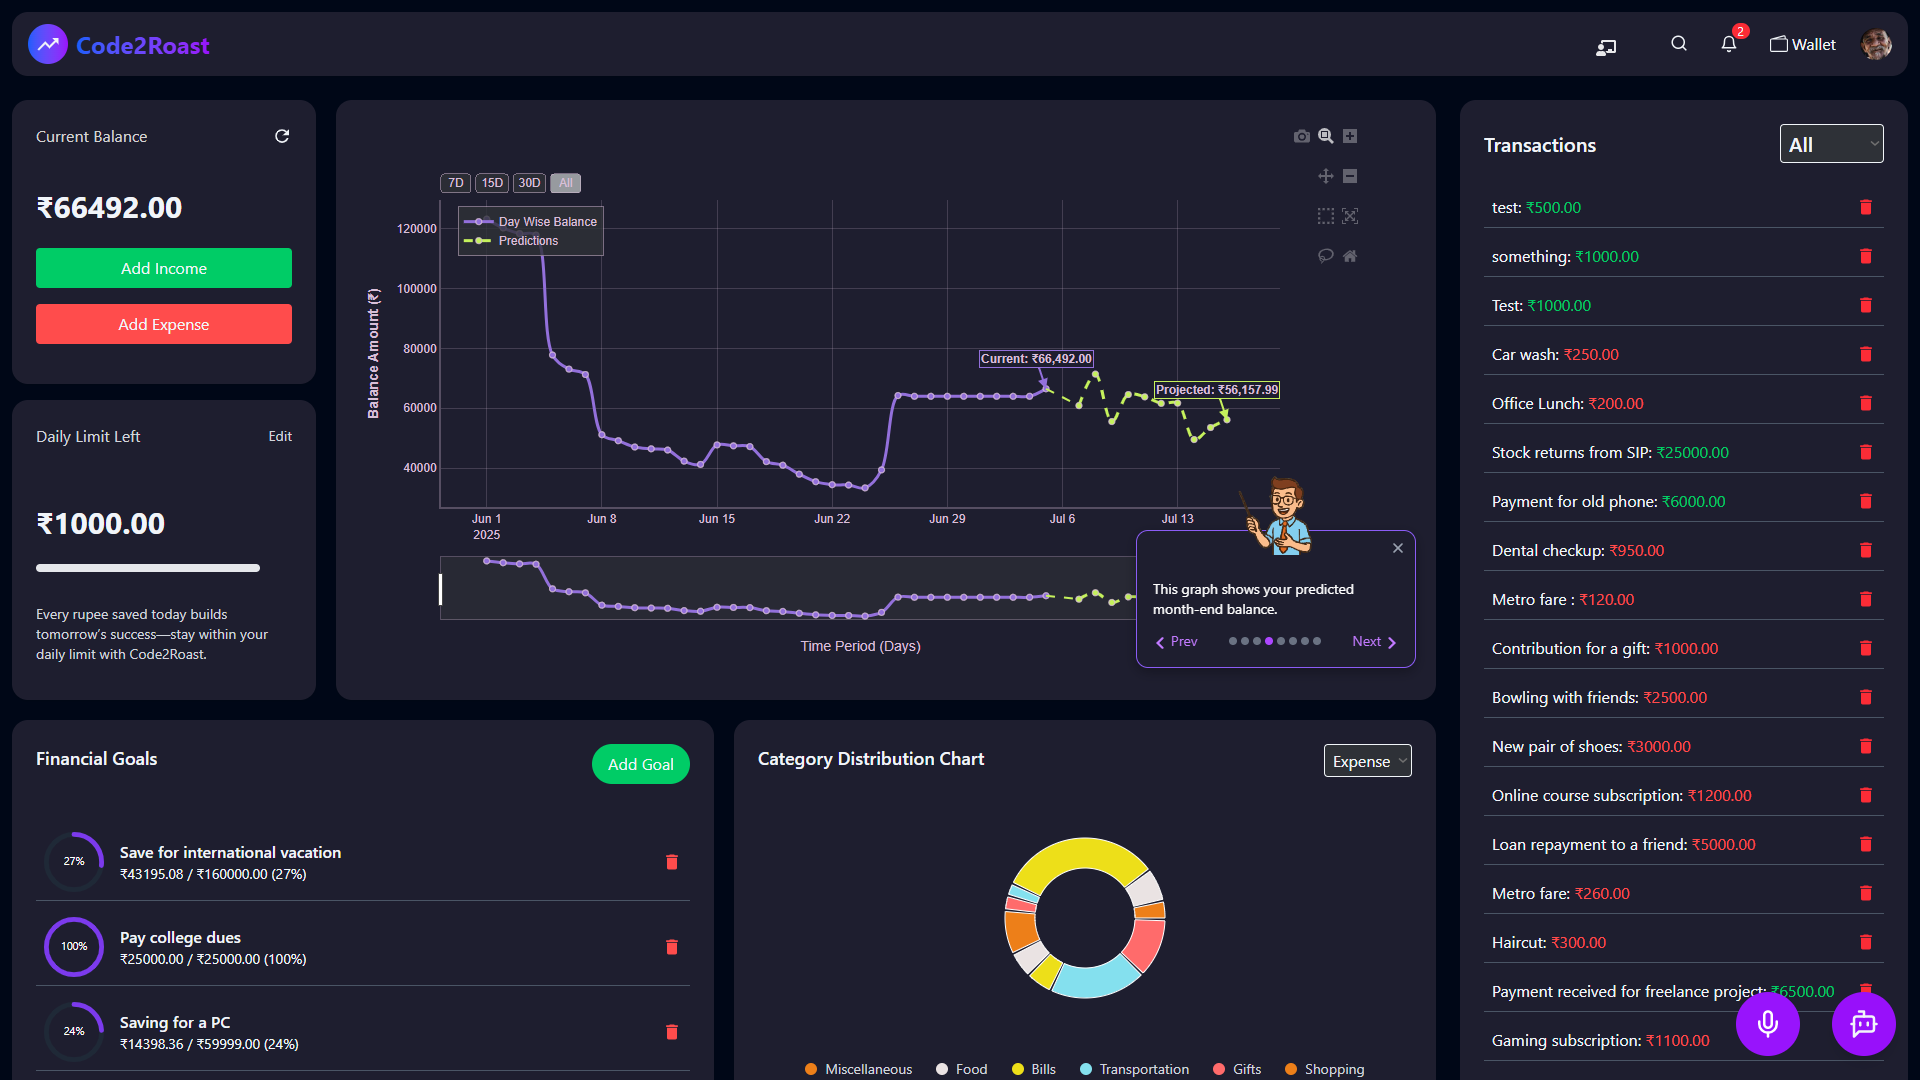 Code2Roast
2
Wallet
Current Balance
₹66492.00
Add Income
Add Expense
Daily Limit Left
Edit
₹1000.00
Every rupee saved today builds
tomorrow's success—stay within your
daily limit with Code2Roast.
7D
15D
30D
All
Day Wise Balance
Predictions
120000
100000
80000
60000
40000
Balance Amount (₹)
Current: ₹66,492.00
Projected: ₹56,157.99
Jun 1
2025
Jun 8
Jun 15
Jun 22
Jun 29
Jul 6
Jul 13
Time Period (Days)
This graph shows your predicted
month-end balance.
Prev
Next
Transactions
All
test: ₹500.00
something: ₹1000.00
Test: ₹1000.00
Car wash: ₹250.00
Office Lunch: ₹200.00
Stock returns from SIP: ₹25000.00
Payment for old phone: ₹6000.00
Dental checkup: ₹950.00
Metro fare : ₹120.00
Contribution for a gift: ₹1000.00
Bowling with friends: ₹2500.00
New pair of shoes: ₹3000.00
Online course subscription: ₹1200.00
Loan repayment to a friend: ₹5000.00
Metro fare: ₹260.00
Haircut: ₹300.00
Payment received for freelance project: ₹6500.00
Gaming subscription: ₹1100.00
Financial Goals
Add Goal
27%
Save for international vacation
₹43195.08 / ₹160000.00 (27%)
100%
Pay college dues
₹25000.00 / ₹25000.00 (100%)
24%
Saving for a PC
₹14398.36 / ₹59999.00 (24%)
Category Distribution Chart
Expense
Miscellaneous
Food
Bills
Transportation
Gifts
Shopping